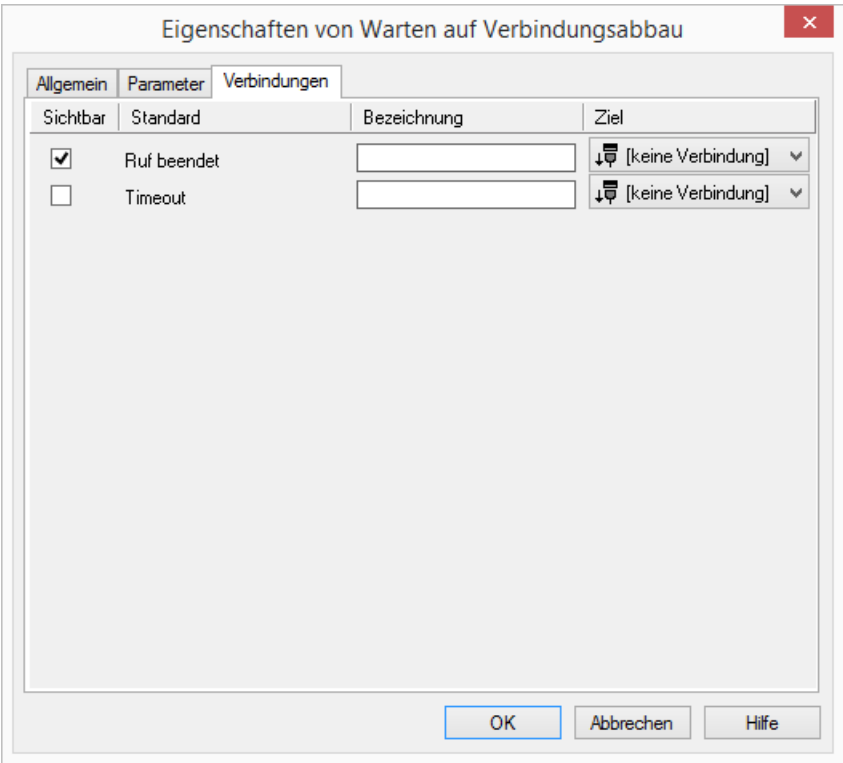 Eigenschaften von Warten auf Verbindungsabbau
Allgemein Parameter Verbindungen
Sichtbar Standard Bezeichnung Ziel
Ruf beendet [keine Verbindung]
Timeout [keine Verbindung]
OK Abbrechen Hilfe